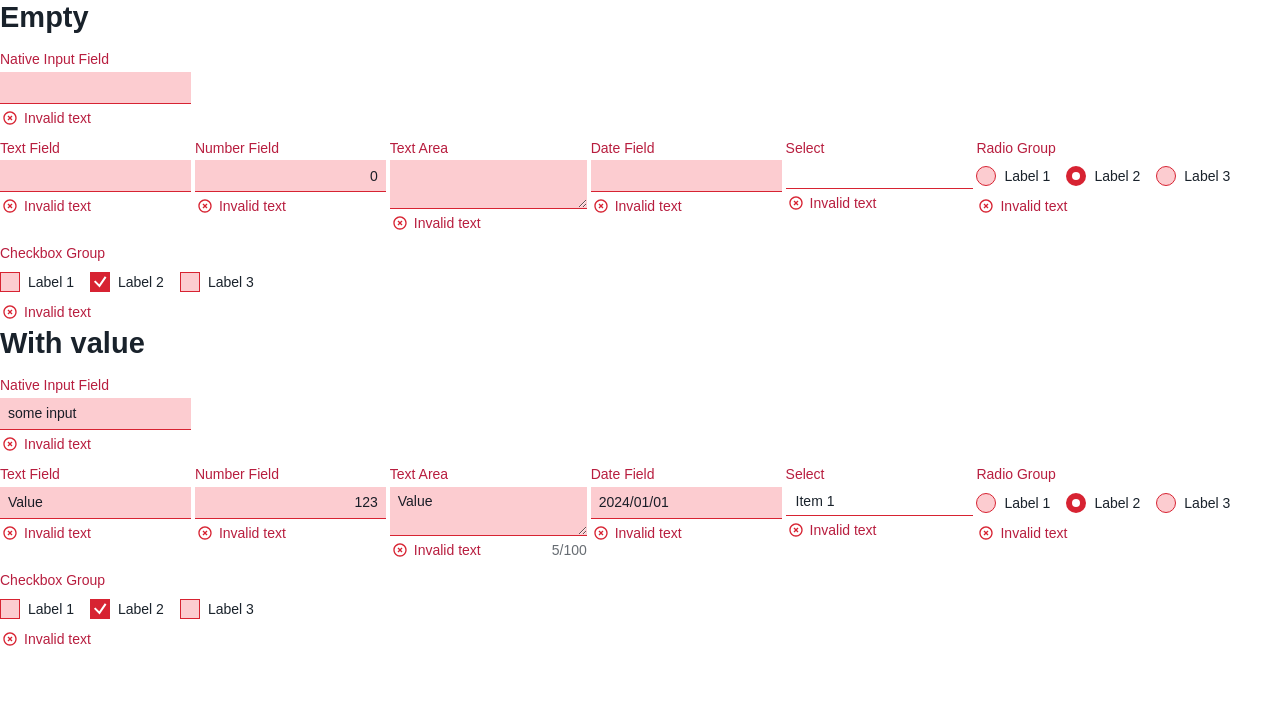 Empty
Native Input Field
Invalid text
Text Field Number Field Text Area Date Field Select Radio Group
0 Label 1 Label 2 Label 3
Invalid text Invalid text Invalid text Invalid text Invalid text Invalid text
Checkbox Group
Label 1 Label 2 Label 3
Invalid text
With value
Native Input Field
some input
Invalid text
Text Field Number Field Text Area Date Field Select Radio Group
Value 123 Value 2024/01/01 Item 1 Label 1 Label 2 Label 3
Invalid text Invalid text Invalid text 5/100 Invalid text Invalid text Invalid text
Checkbox Group
Label 1 Label 2 Label 3
Invalid text